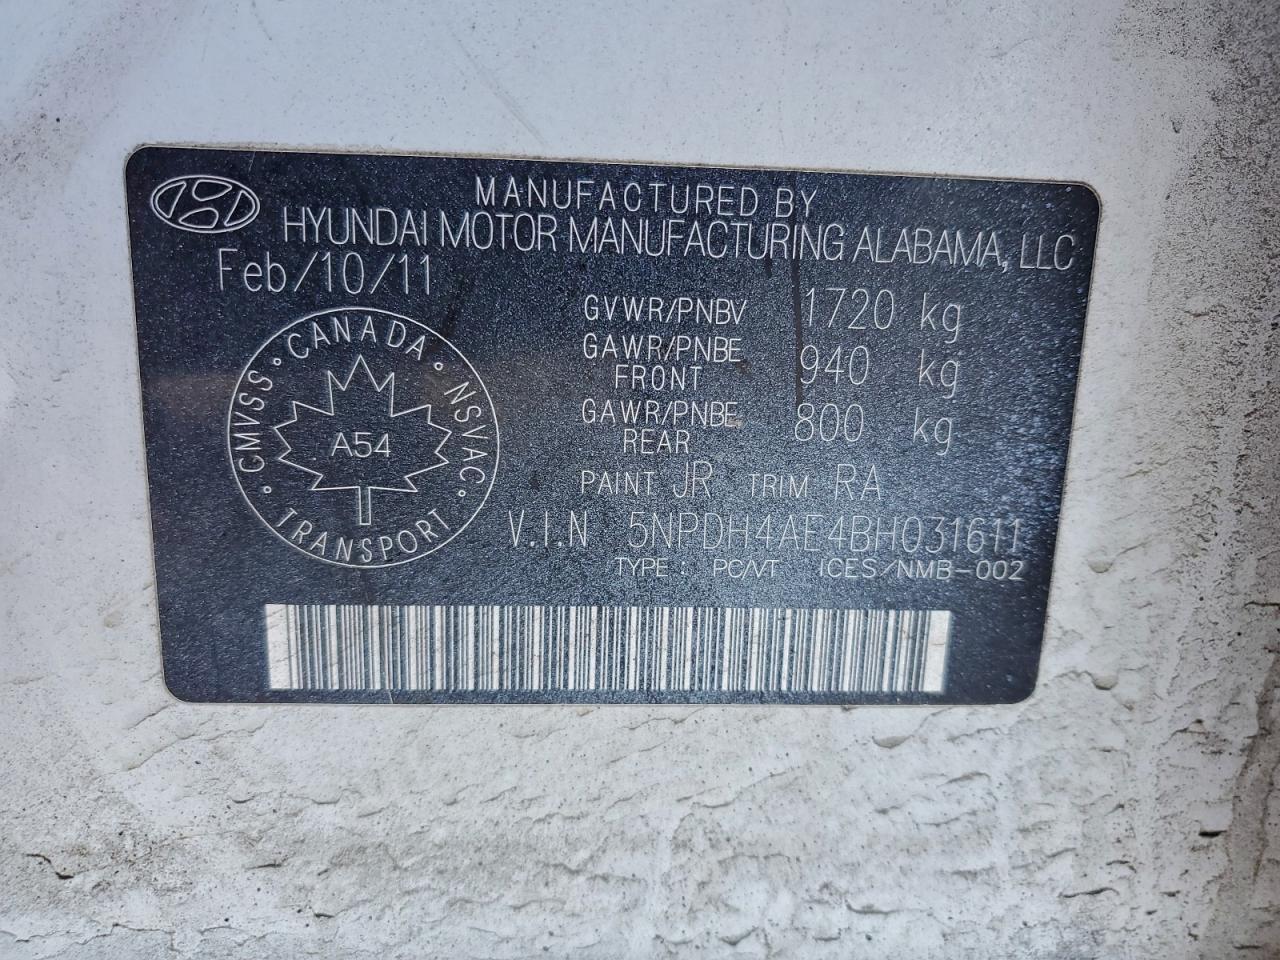 MANUFACTURED BY
HYUNDAI MOTOR MANUFACTURING ALABAMA, LLC
Feb/10/11
GVWR/PNBV 1720 kg
GAWR/PNBE FRONT 940 kg
GAWR/PNBE REAR 800 kg
PAINT JR TRIM RA
V.I.N 5NPDH4AE4BH031611
TYPE : PC/VT ICES/NMB-002
CANADA
GMVSS • NSVAC
A54
TRANSPORT